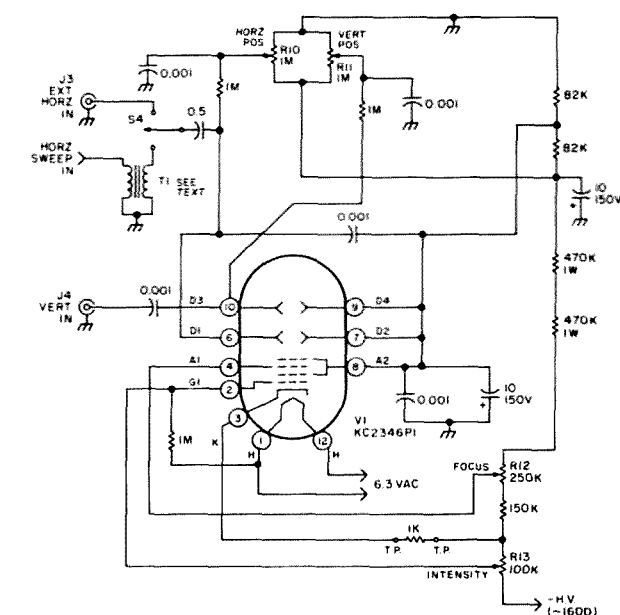 HORZ
POS
R10
1M
VERT
POS
R11
1M
0.001
J3
EXT
HORZ
IN
1M
1M
0.001
82K
S4
0.5
HORZ
SWEEP
IN
T1 SEE
TEXT
82K
10
150V
0.001
470K
1W
J4
VERT
IN
0.001
D3
10
9
D4
D1
6
7
D2
470K
1W
A1
4
8
A2
G1
2
0.001
10
150V
3
K
1M
1
12
H
H
V1
KC2346P1
6.3 VAC
FOCUS
R12
250K
150K
1K
T.P.
T.P.
R13
100K
INTENSITY
-H.V.
(~1600)